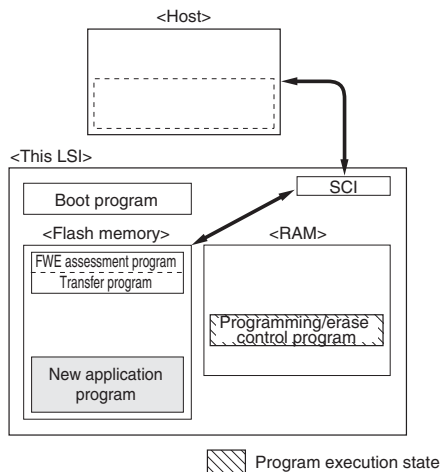 <Host>
<This LSI>
SCI
Boot program
<Flash memory>
<RAM>
FWE assessment program
Transfer program
Programming/erase
control program
New application
program
Program execution state